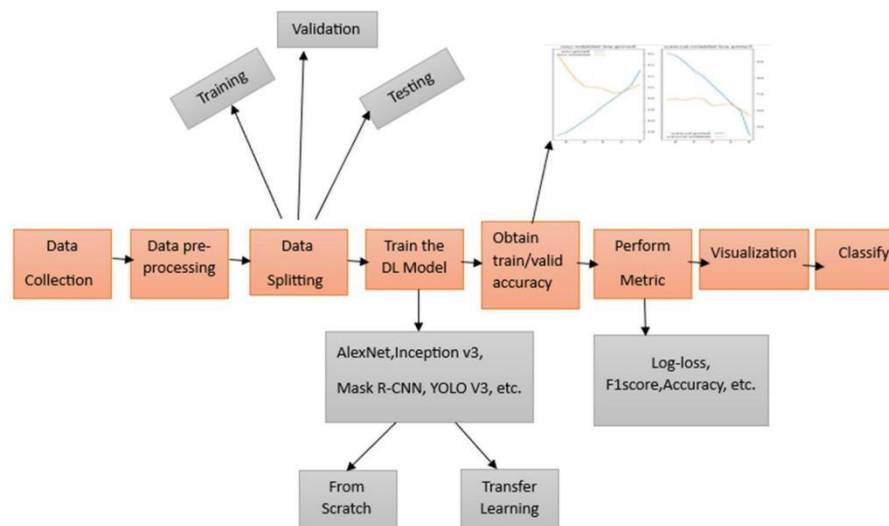 Validation
Training
Testing
Data
Collection
Data pre-
processing
Data
Splitting
Train the
DL Model
Obtain
train/valid
accuracy
Perform
Metric
Visualization
Classify
AlexNet,Inception v3,
Mask R-CNN, YOLO V3, etc.
Log-loss,
F1score,Accuracy, etc.
From
Scratch
Transfer
Learning